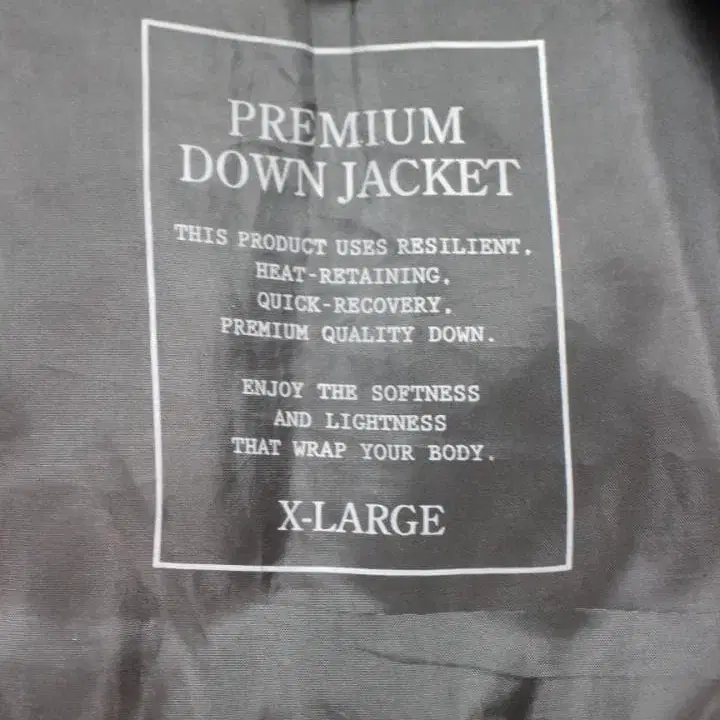 PREMIUM
DOWN JACKET
THIS PRODUCT USES RESILIENT,
HEAT-RETAINING,
QUICK-RECOVERY,
PREMIUM QUALITY DOWN.
ENJOY THE SOFTNESS
AND LIGHTNESS
THAT WRAP YOUR BODY.
X-LARGE